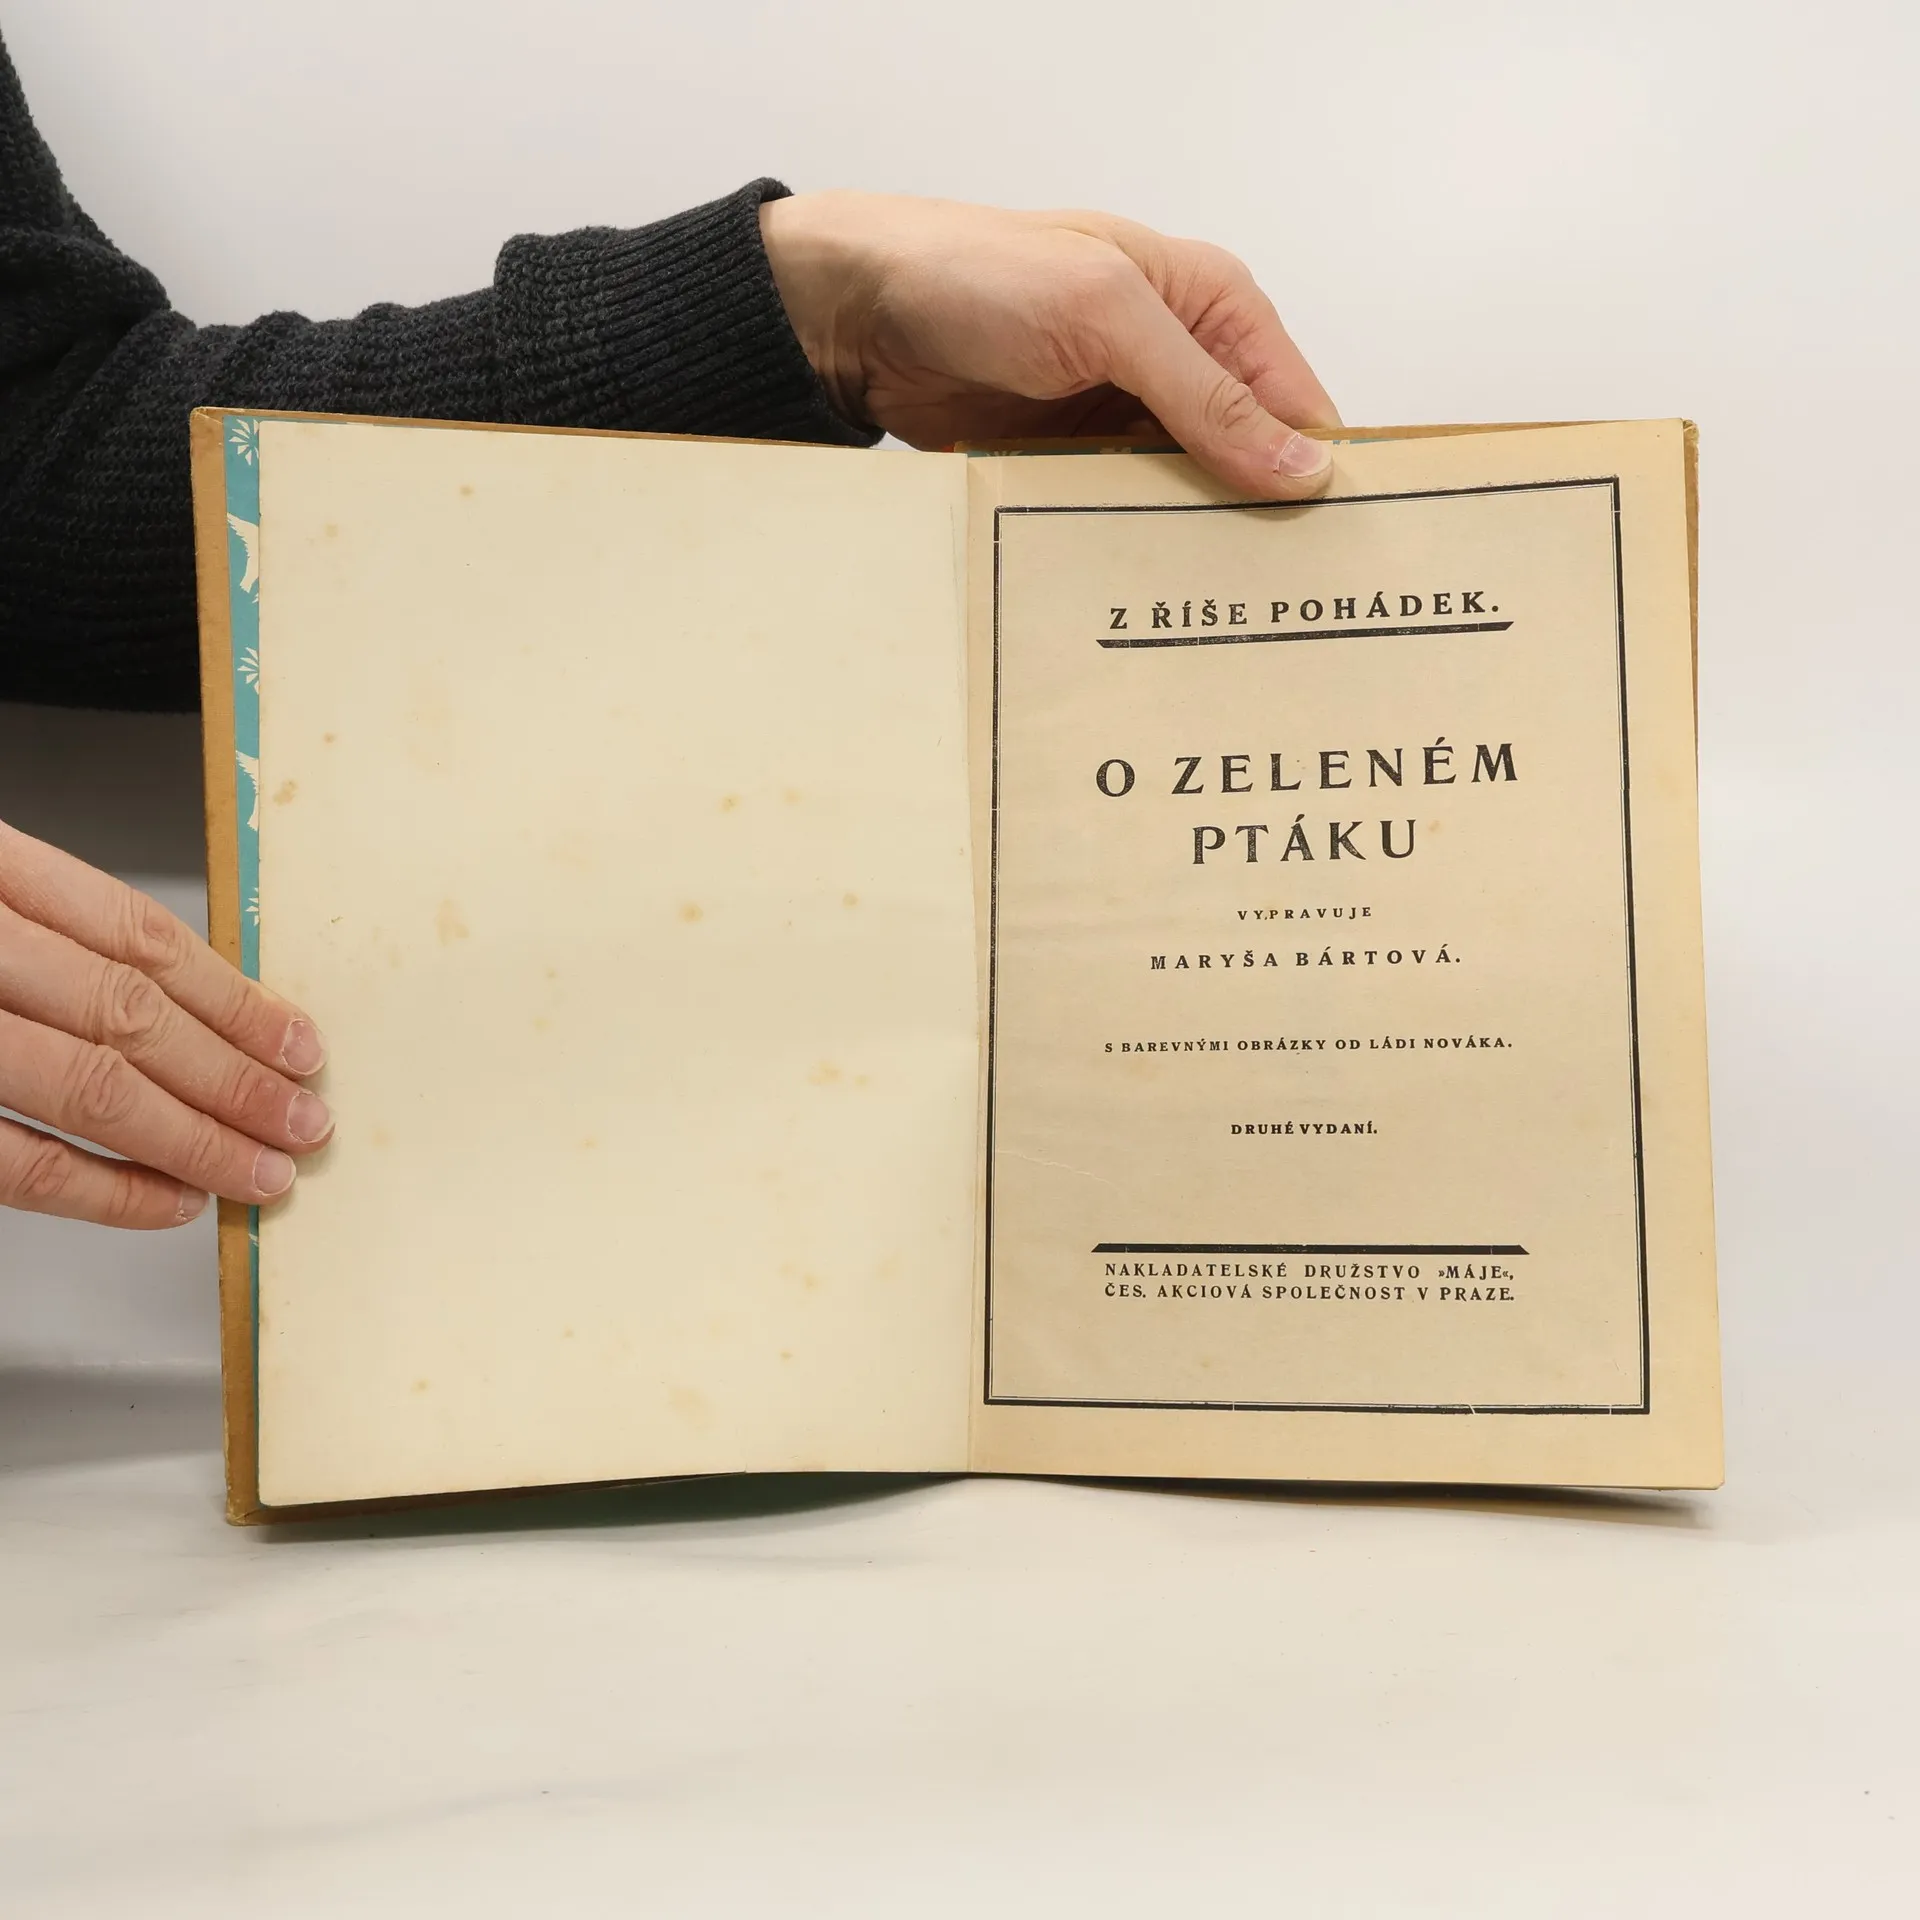 Z ŘÍŠE POHÁDEK.
O ZELENÉM
PTÁKU
VYPRAVUJE
MARYŠA BÁRTOVÁ.
S BAREVNÝMI OBRÁZKY OD LÁDI NOVÁKA.
DRUHÉ VYDANÍ.
NAKLADATELSKÉ DRUŽSTVO »MÁJE«,
ČES. AKCIOVÁ SPOLEČNOST V PRAZE.